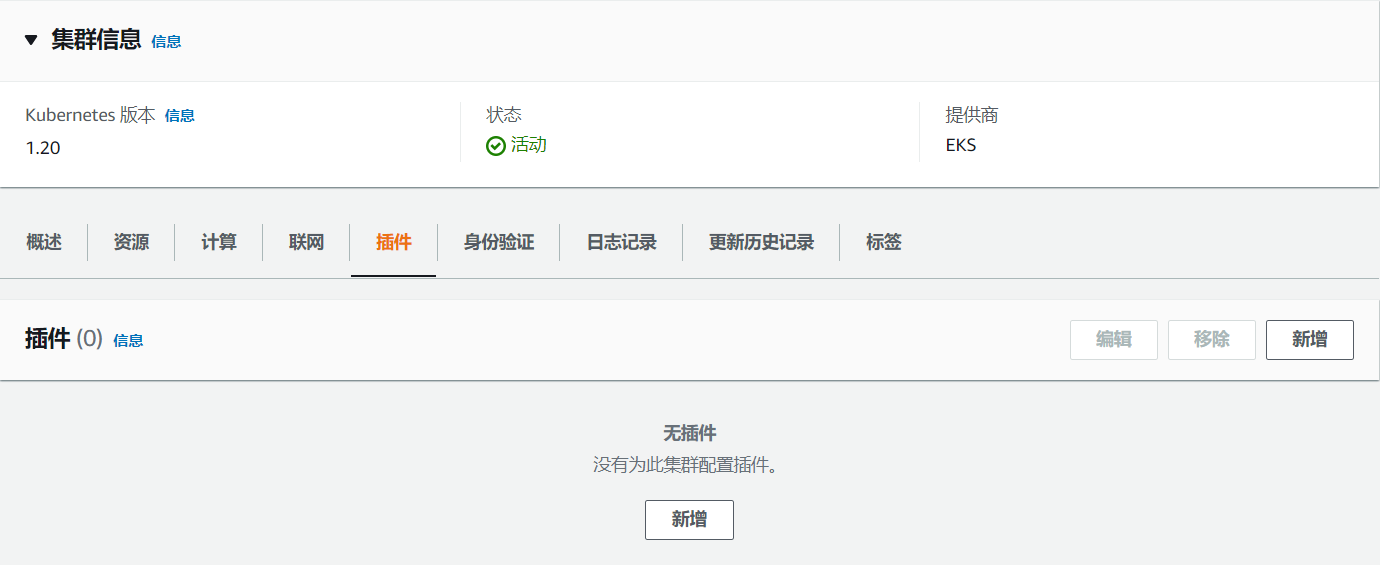 集群信息 信息
Kubernetes 版本 信息
1.20
状态
活动
提供商
EKS
概述 资源 计算 联网 插件 身份验证 日志记录 更新历史记录 标签
插件 (0) 信息
编辑 移除 新增
无插件
没有为此集群配置插件。
新增